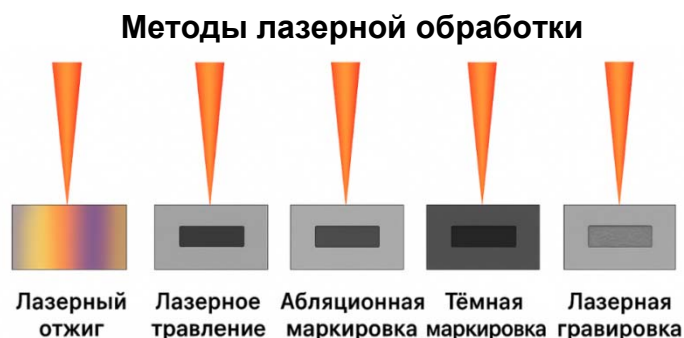 Методы лазерной обработки
Лазерный отжиг
Лазерное травление
Абляционная маркировка
Тёмная маркировка
Лазерная гравировка